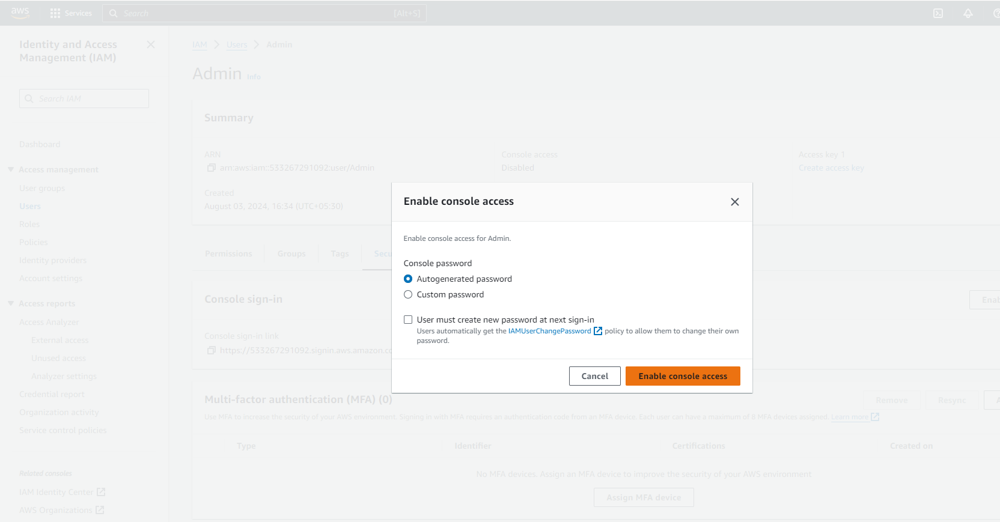 aws
Services
Search
[Alt+S]
Identity and Access
Management (IAM)
Search IAM
Dashboard
Access management
User groups
Users
Roles
Policies
Identity providers
Account settings
Access reports
Access Analyzer
External access
Unused access
Analyzer settings
Credential report
Organization activity
Service control policies
Related consoles
IAM Identity Center
AWS Organizations
IAM > Users > Admin
Admin Info
Summary
ARN
arn:aws:iam::533267291092:user/Admin
Console access
Disabled
Access key 1
Create access key
Created
August 03, 2024, 16:34 (UTC+05:30)
Permissions
Groups
Tags
Secu
Console sign-in
Enab
Console sign-in link
https://533267291092.signin.aws.amazon.co
Enable console access
Enable console access for Admin.
Console password
Autogenerated password
Custom password
User must create new password at next sign-in
Users automatically get the IAMUserChangePassword policy to allow them to change their own
password.
Cancel
Enable console access
Multi-factor authentication (MFA) (0)
Remove
Resync
A
Use MFA to increase the security of your AWS environment. Signing in with MFA requires an authentication code from an MFA device. Each user can have a maximum of 8 MFA devices assigned. Learn more
Type
Identifier
Certifications
Created on
No MFA devices. Assign an MFA device to improve the security of your AWS environment
Assign MFA device